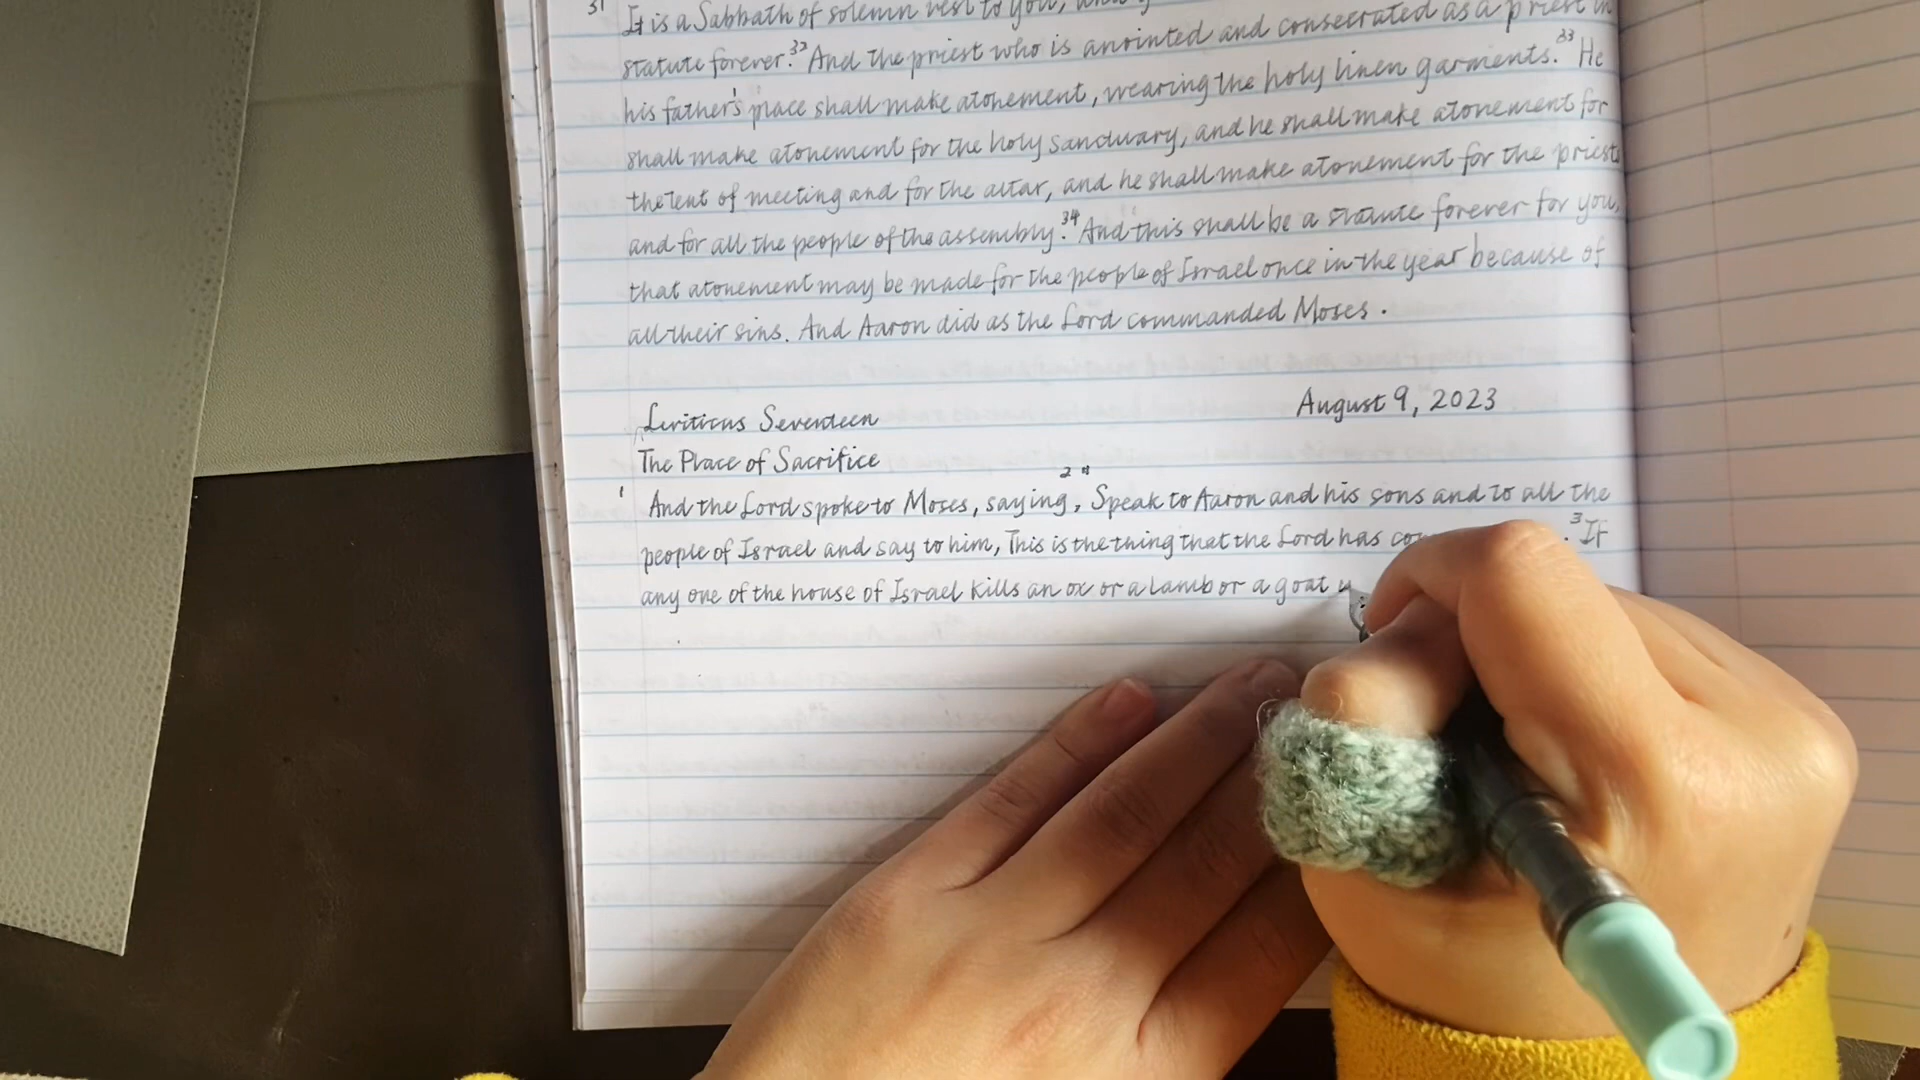 31 It is a Sabbath of solemn rest to you,
statute forever.32 And the priest who is anointed and consecrated as a priest in
his father's place shall make atonement, wearing the holy linen garments.33 He
shall make atonement for the holy sanctuary, and he shall make atonement for
the tent of meeting and for the altar, and he shall make atonement for the priests
and for all the people of the assembly.34 And this shall be a statute forever for you,
that atonement may be made for the people of Israel once in the year because of
all their sins. And Aaron did as the Lord commanded Moses.
August 9, 2023
Leviticus Seventeen
The Place of Sacrifice
1 And the Lord spoke to Moses, saying, 2 "Speak to Aaron and his sons and to all the
people of Israel and say to him, This is the thing that the Lord has . 3 If
any one of the house of Israel kills an ox or a lamb or a goat